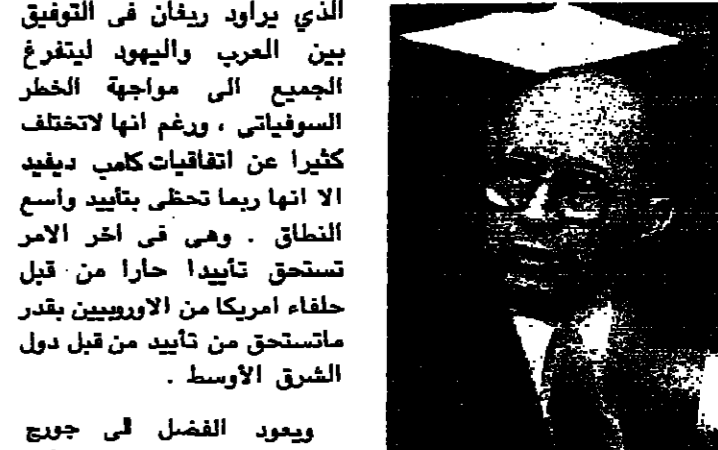 الذي يراود ريغان فى التوفيق
بين العرب واليهود ليتفرغ
الجميع الى مواجهة الخطر
السوفياتى ، ورغم انها لاتختلف
كثيرا عن اتفاقيات كامب ديفيد
الا انها ربما تحظى بتأييد واسع
النطاق . وهى فى اخر الامر
تستحق تأييدا حارا من قبل
حلفاء امريكا من الاوروبيين بقدر
ماتستحق من تأييد من قبل دول
الشرق الأوسط .
ويعود الفضل الى جورج